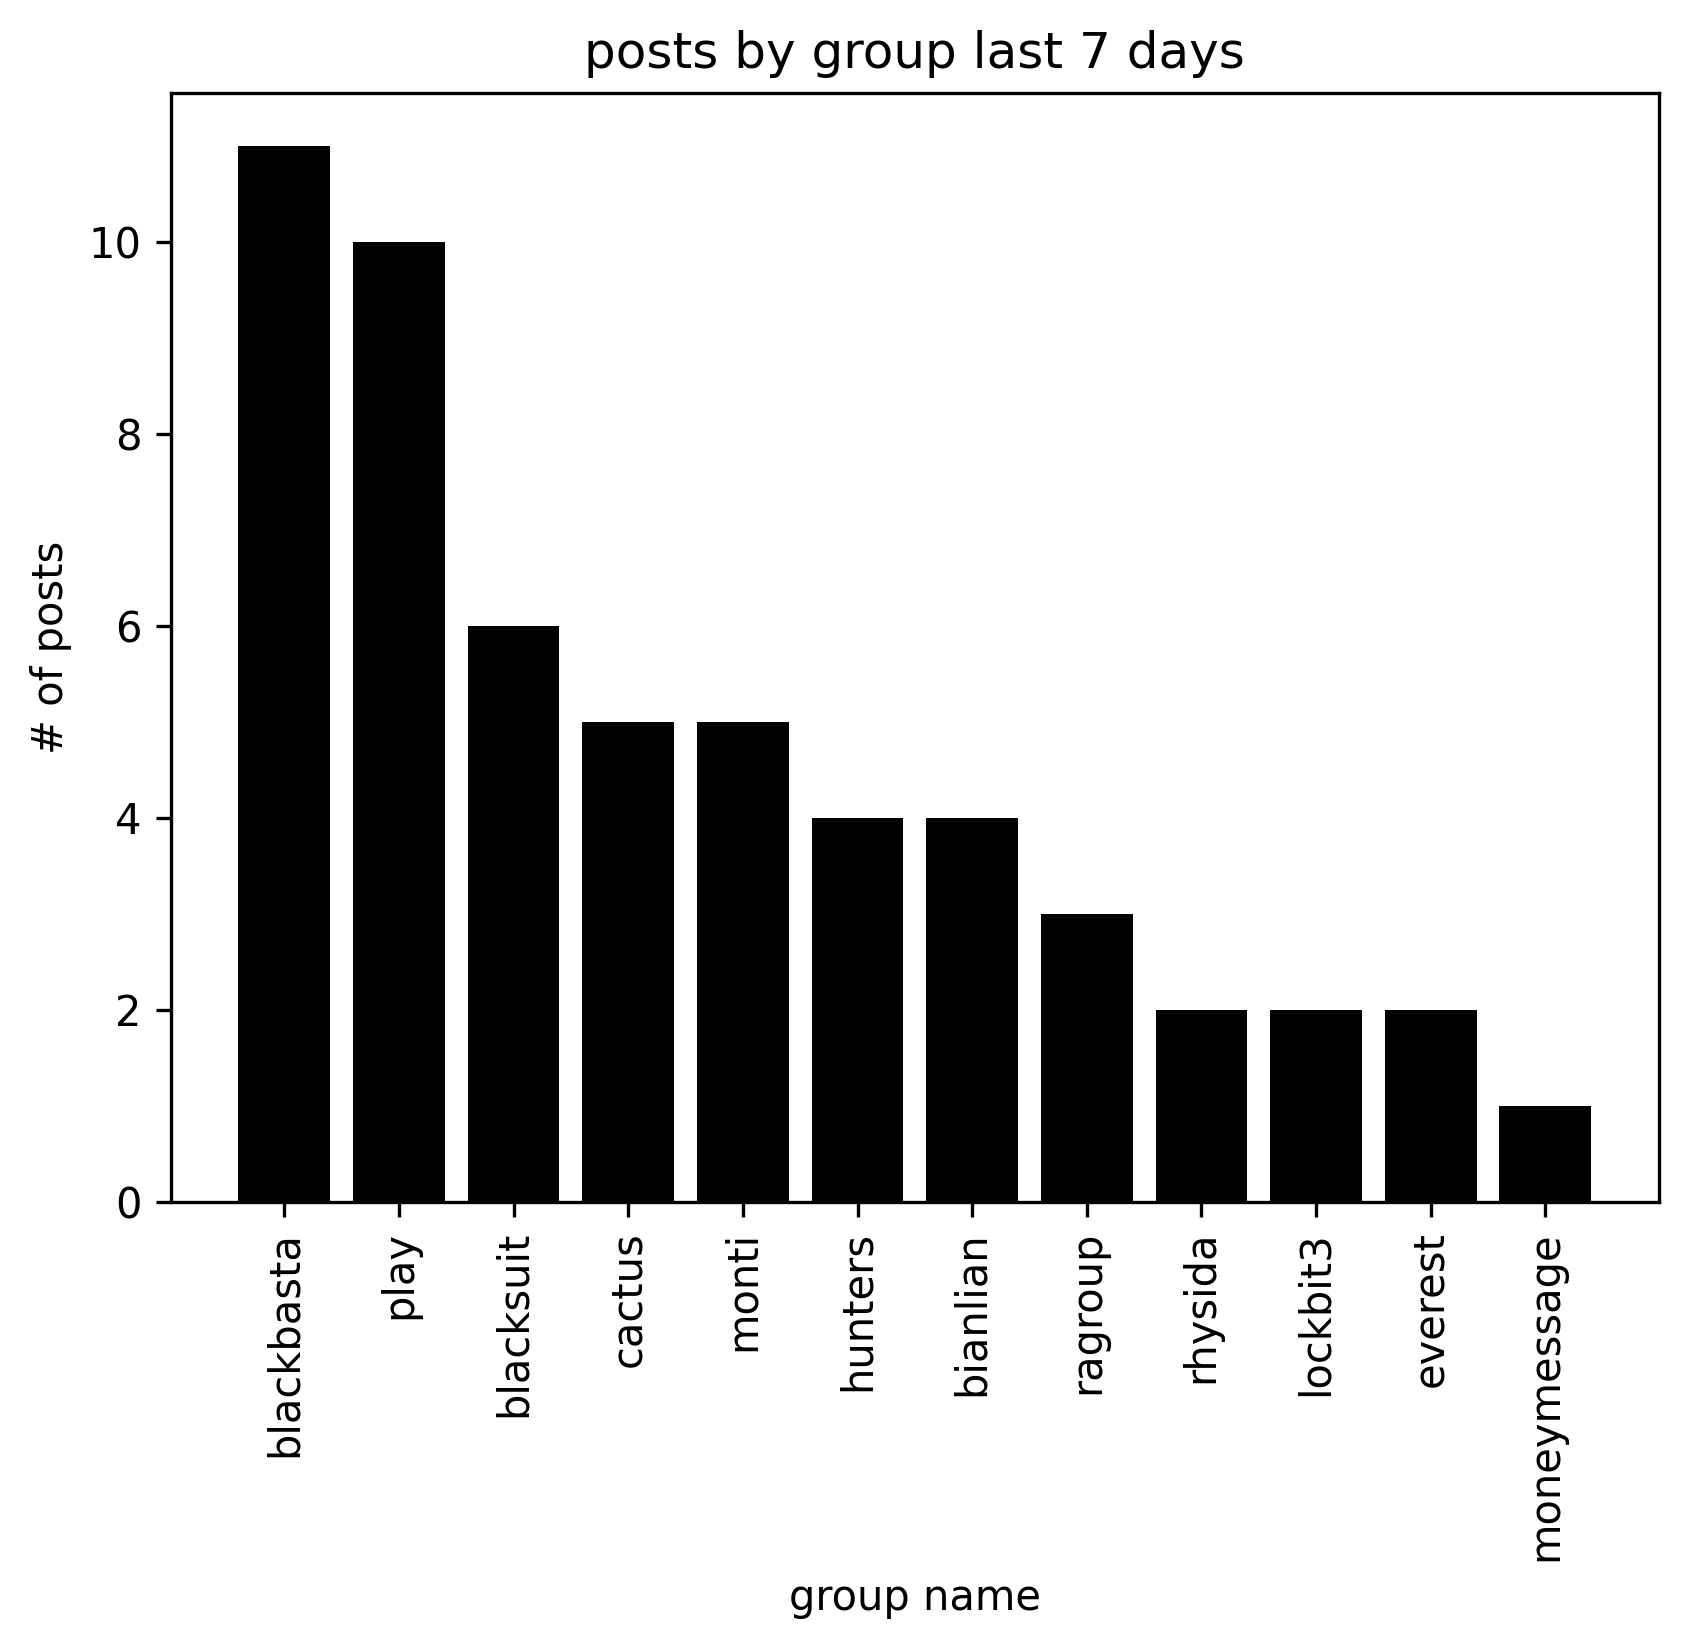 posts by group last 7 days
10
8
6
4
2
0
# of posts
blackbasta
play
blacksuit
cactus
monti
hunters
bianlian
ragroup
rhysida
lockbit3
everest
moneymessage
group name